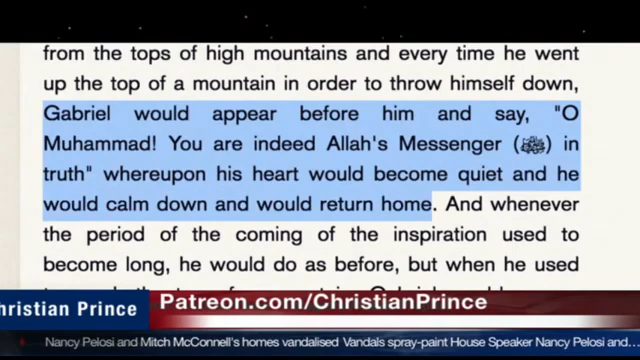 from the tops of high mountains and every time he went
up the top of a mountain in order to throw himself down,
Gabriel would appear before him and say, "O
Muhammad! You are indeed Allah's Messenger (ﷺ) in
truth" whereupon his heart would become quiet and he
would calm down and would return home. And whenever
the period of the coming of the inspiration used to
become long, he would do as before, but when he used
Christian Prince
Patreon.com/ChristianPrince
Nancy Pelosi and Mitch McConnell's homes vandalised Vandals spray-paint House Speaker Nancy Pelosi and...